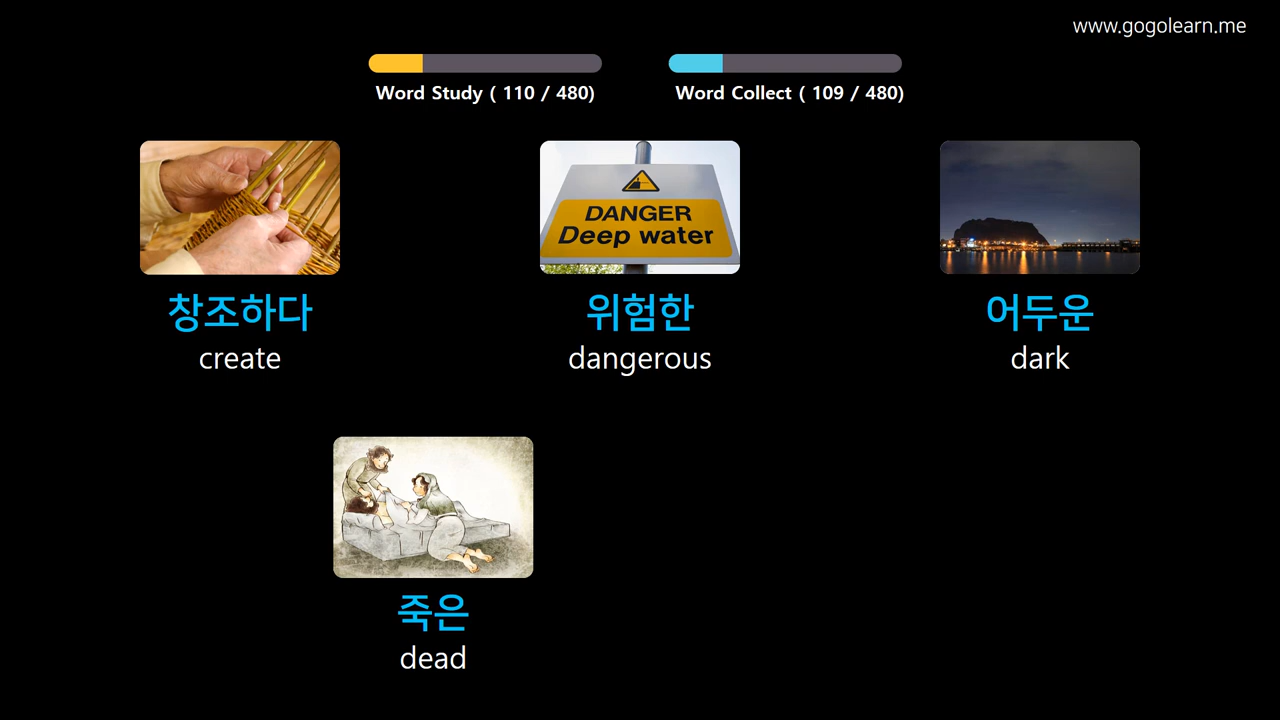 www.gogolearn.me
Word Study ( 110 / 480)
Word Collect ( 109 / 480)
DANGER
Deep water
창조하다
위험한
어두운
create
dangerous
dark
죽은
dead